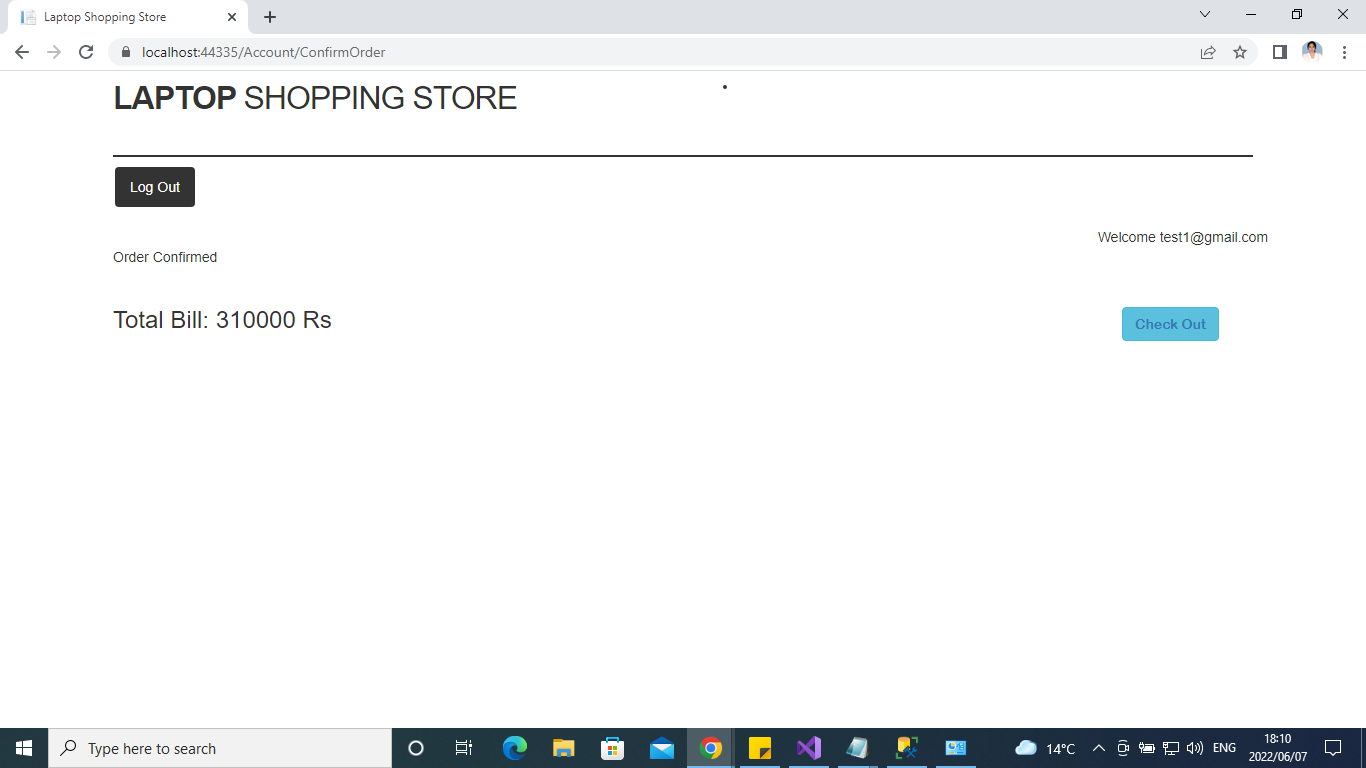 Laptop Shopping Store
localhost:44335/Account/ConfirmOrder
LAPTOP SHOPPING STORE
Log Out
Welcome test1@gmail.com
Order Confirmed
Total Bill: 310000 Rs
Check Out
Type here to search
14°C
ENG
18:10
2022/06/07